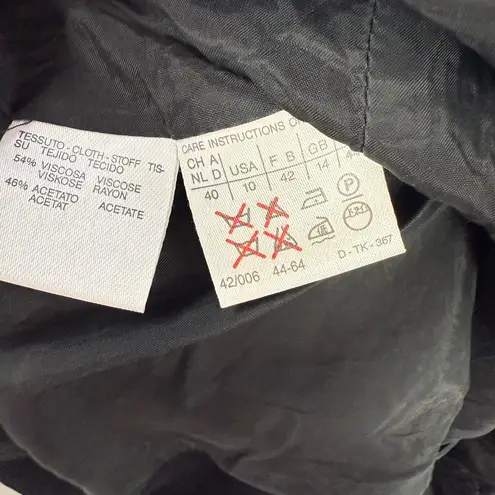 TESSUTO - CLOTH - STOFF TIS-
SU TEJIDO TECIDO
54% VISCOSA VISCOSE
VISKOSE RAYON
46% ACETATO ACETATE
ACETAT
CARE INSTRUCTIONS
CH A USA F B GB
NL D
40 10 42 14
P
42/006 44-64 D - TK - 367